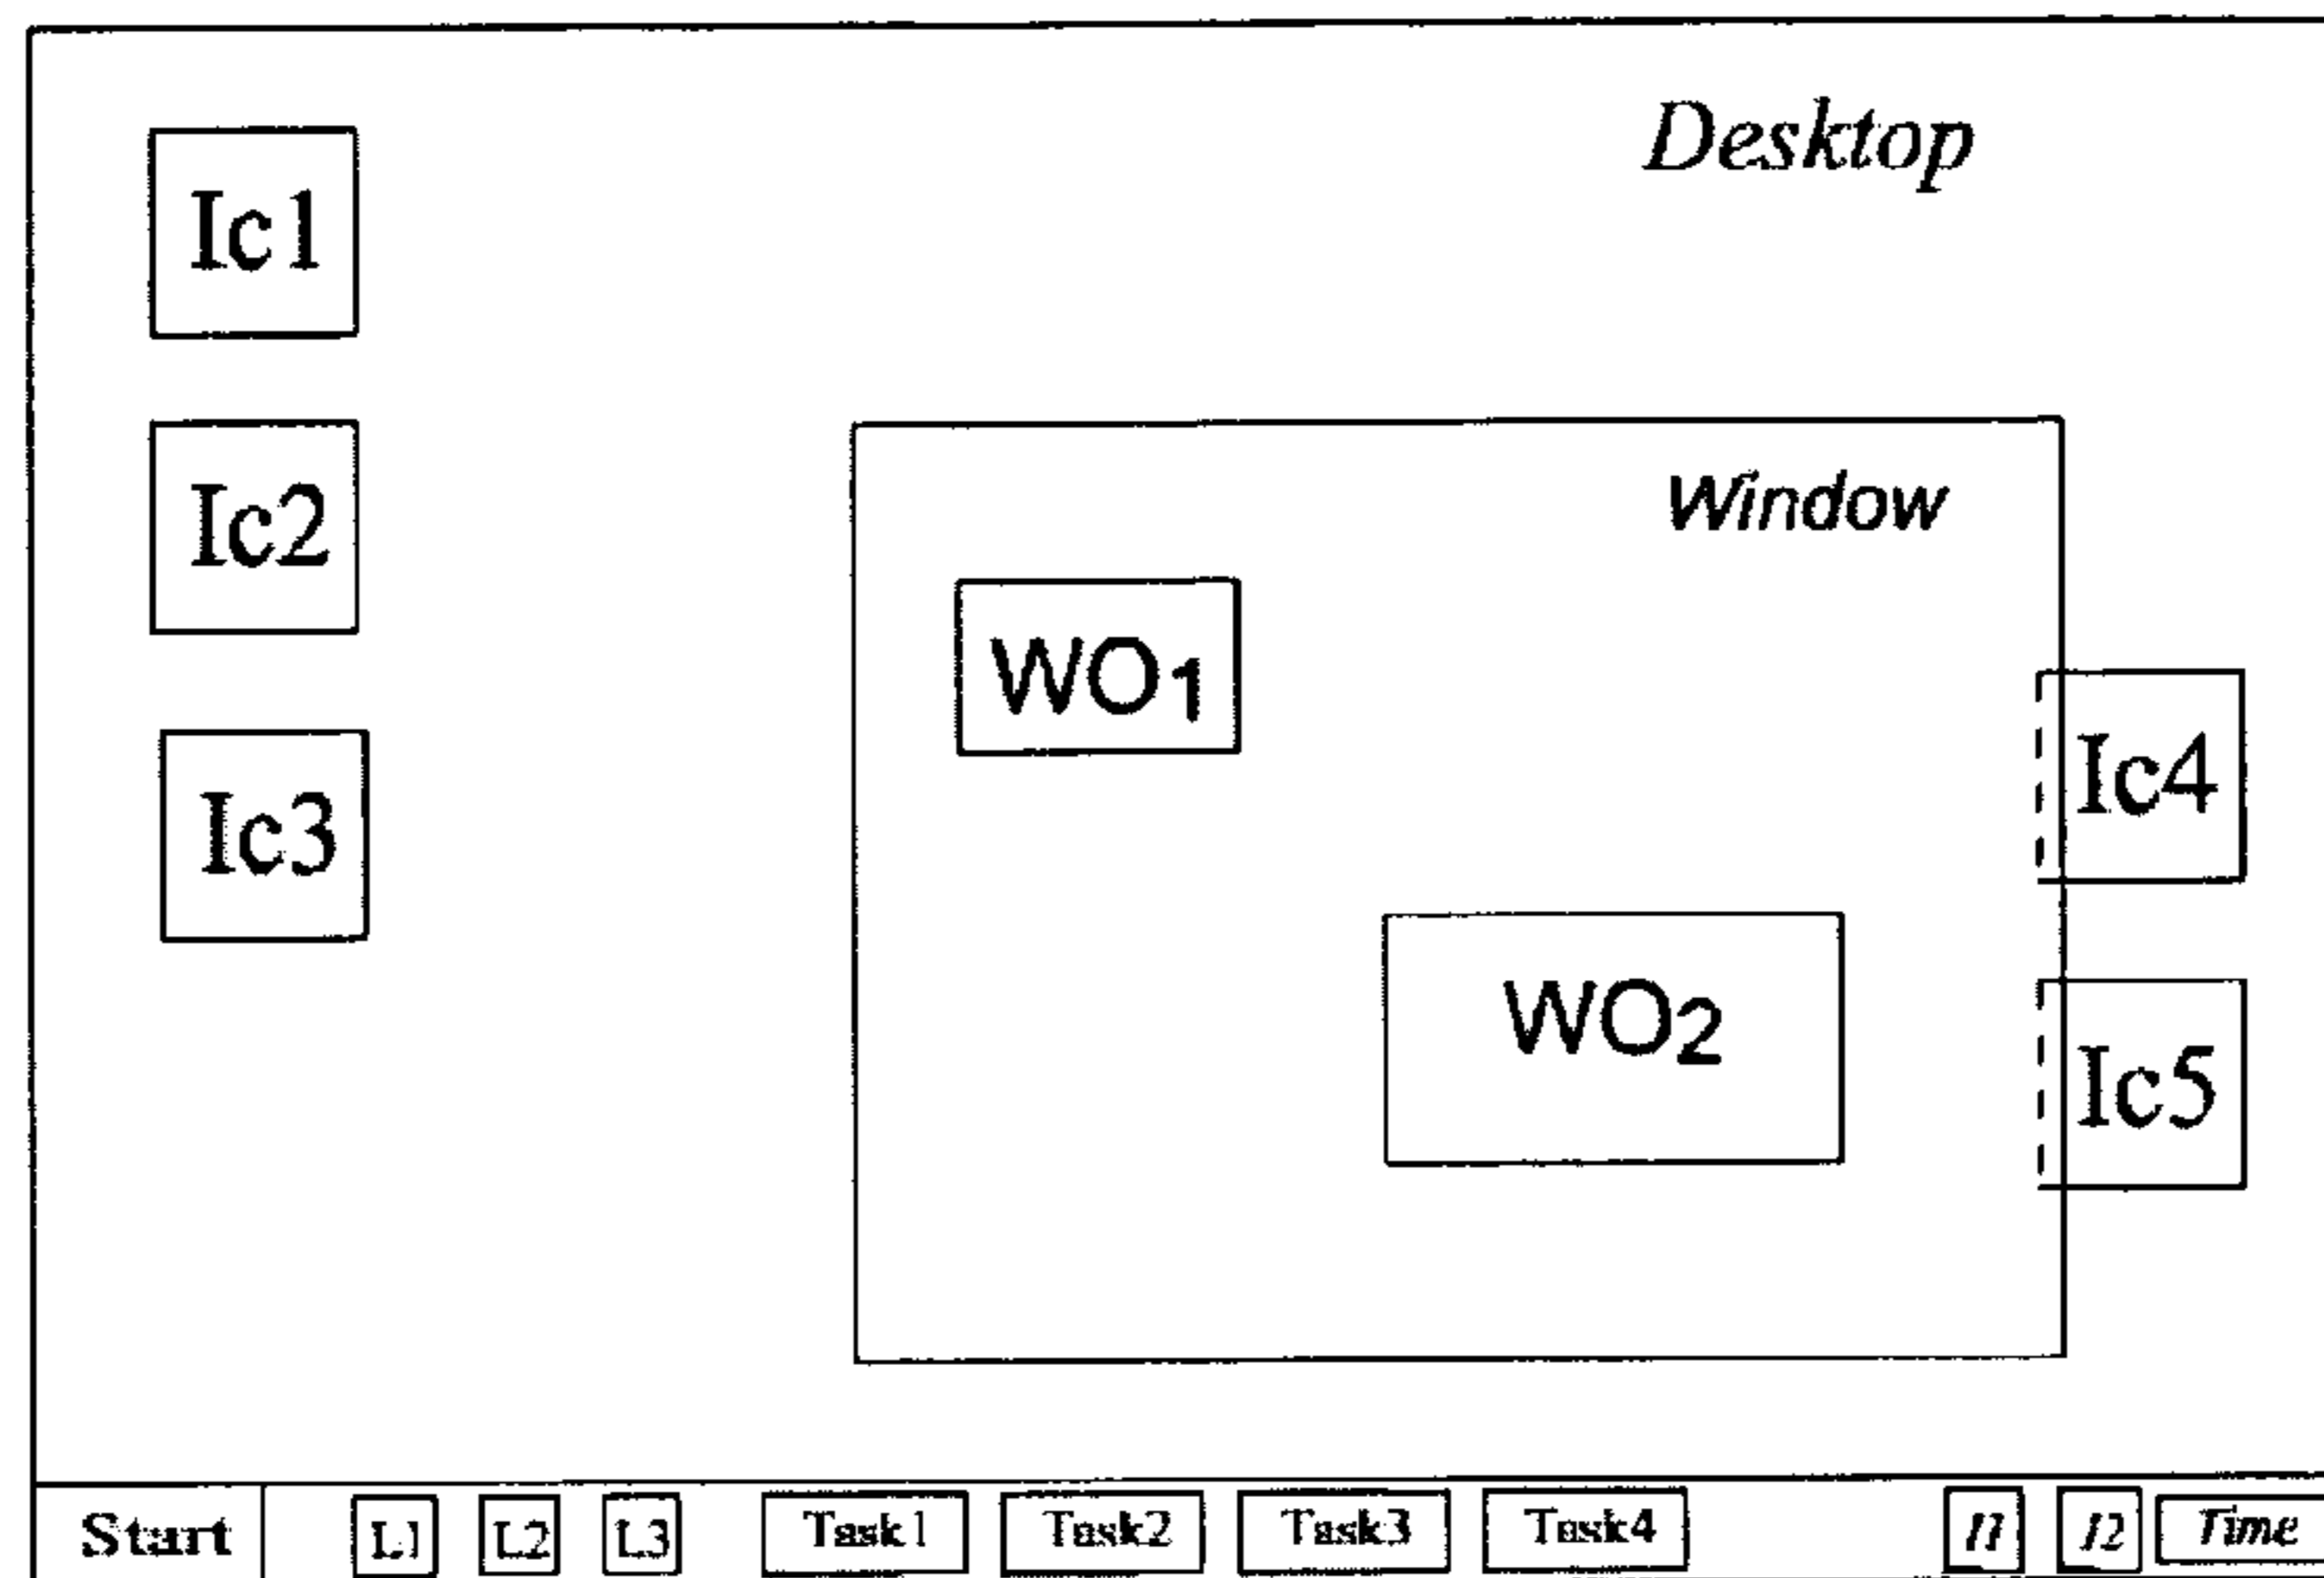 Desktop
Ic1
Ic2
Window
WO1
Ic3
Ic4
WO2
Ic5
Start L1 L2 L3 Task1 Task2 Task3 Task4 I1 I2 Time